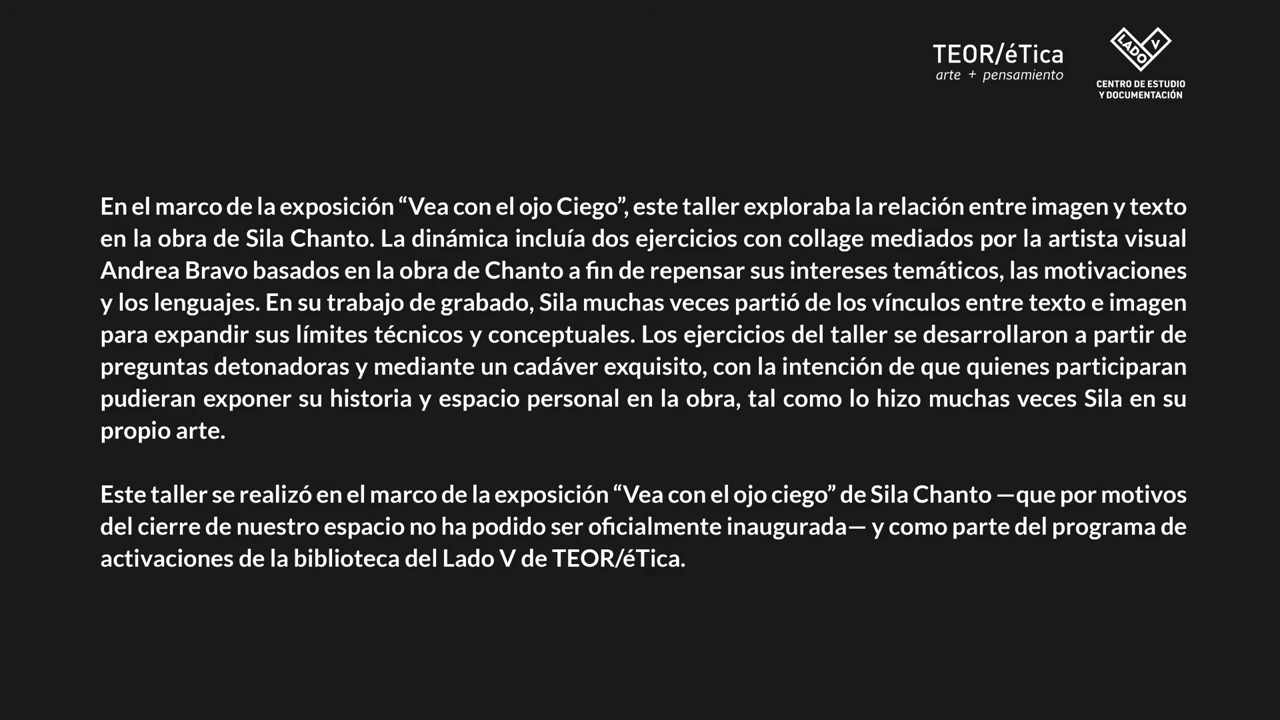 TEOR/éTica
arte + pensamiento
LADO V
CENTRO DE ESTUDIO
Y DOCUMENTACIÓN
En el marco de la exposición “Vea con el ojo Ciego”, este taller exploraba la relación entre imagen y texto
en la obra de Sila Chanto. La dinámica incluía dos ejercicios con collage mediados por la artista visual
Andrea Bravo basados en la obra de Chanto a fin de repensar sus intereses temáticos, las motivaciones
y los lenguajes. En su trabajo de grabado, Sila muchas veces partió de los vínculos entre texto e imagen
para expandir sus límites técnicos y conceptuales. Los ejercicios del taller se desarrollaron a partir de
preguntas detonadoras y mediante un cadáver exquisito, con la intención de que quienes participaran
pudieran exponer su historia y espacio personal en la obra, tal como lo hizo muchas veces Sila en su
propio arte.
Este taller se realizó en el marco de la exposición “Vea con el ojo ciego” de Sila Chanto —que por motivos
del cierre de nuestro espacio no ha podido ser oficialmente inaugurada— y como parte del programa de
activaciones de la biblioteca del Lado V de TEOR/éTica.